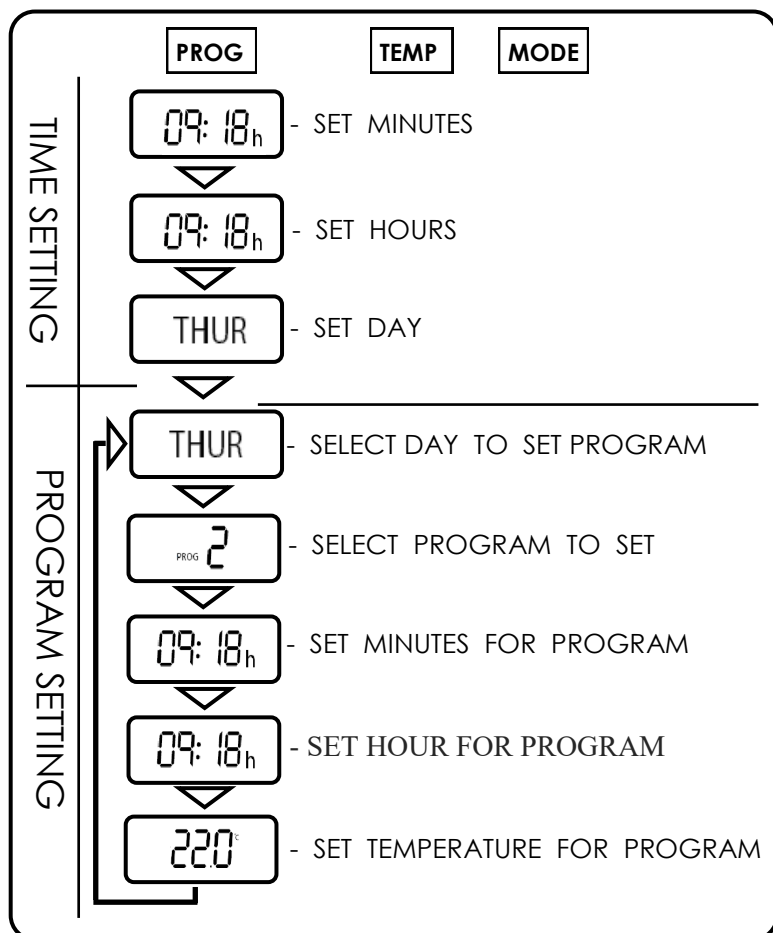 PROG TEMP MODE
TIME SETTING
09:18h - SET MINUTES
09:18h - SET HOURS
THUR - SET DAY
PROGRAM SETTING
THUR - SELECT DAY TO SET PROGRAM
PROG 2 - SELECT PROGRAM TO SET
09:18h - SET MINUTES FOR PROGRAM
09:18h - SET HOUR FOR PROGRAM
22.0°c - SET TEMPERATURE FOR PROGRAM